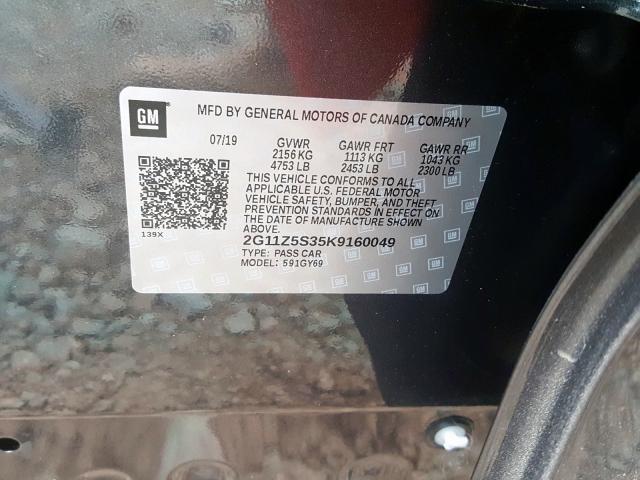 GM
MFD BY GENERAL MOTORS OF CANADA COMPANY
07/19 GVWR GAWR FRT GAWR RR
2156 KG 1113 KG 1043 KG
4753 LB 2453 LB 2300 LB
THIS VEHICLE CONFORMS TO ALL
APPLICABLE U.S. FEDERAL MOTOR
VEHICLE SAFETY, BUMPER, AND THEFT
PREVENTION STANDARDS IN EFFECT ON
THE DATE OF MANUFACTURE SHOWN
ABOVE.
139X
2G11Z5S35K9160049
TYPE: PASS CAR
MODEL: 591GY69